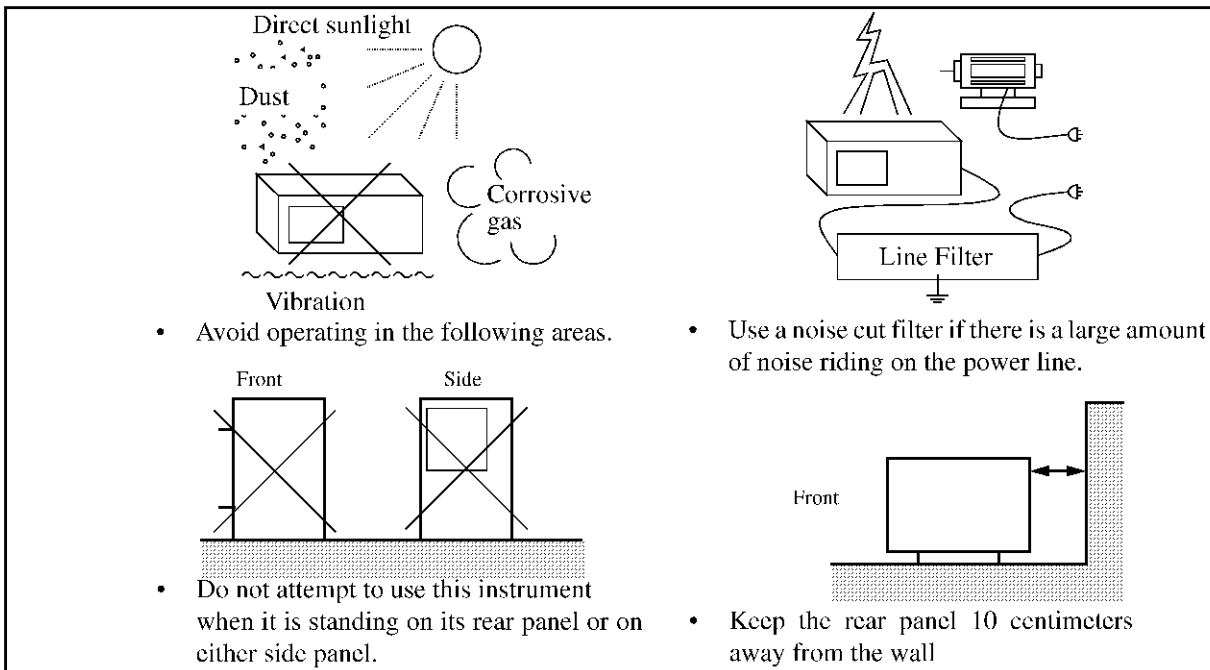 Direct sunlight
Dust
Corrosive
gas
Vibration
• Avoid operating in the following areas.
Line Filter
• Use a noise cut filter if there is a large amount
of noise riding on the power line.
Front
Side
• Do not attempt to use this instrument
when it is standing on its rear panel or on
either side panel.
Front
• Keep the rear panel 10 centimeters
away from the wall